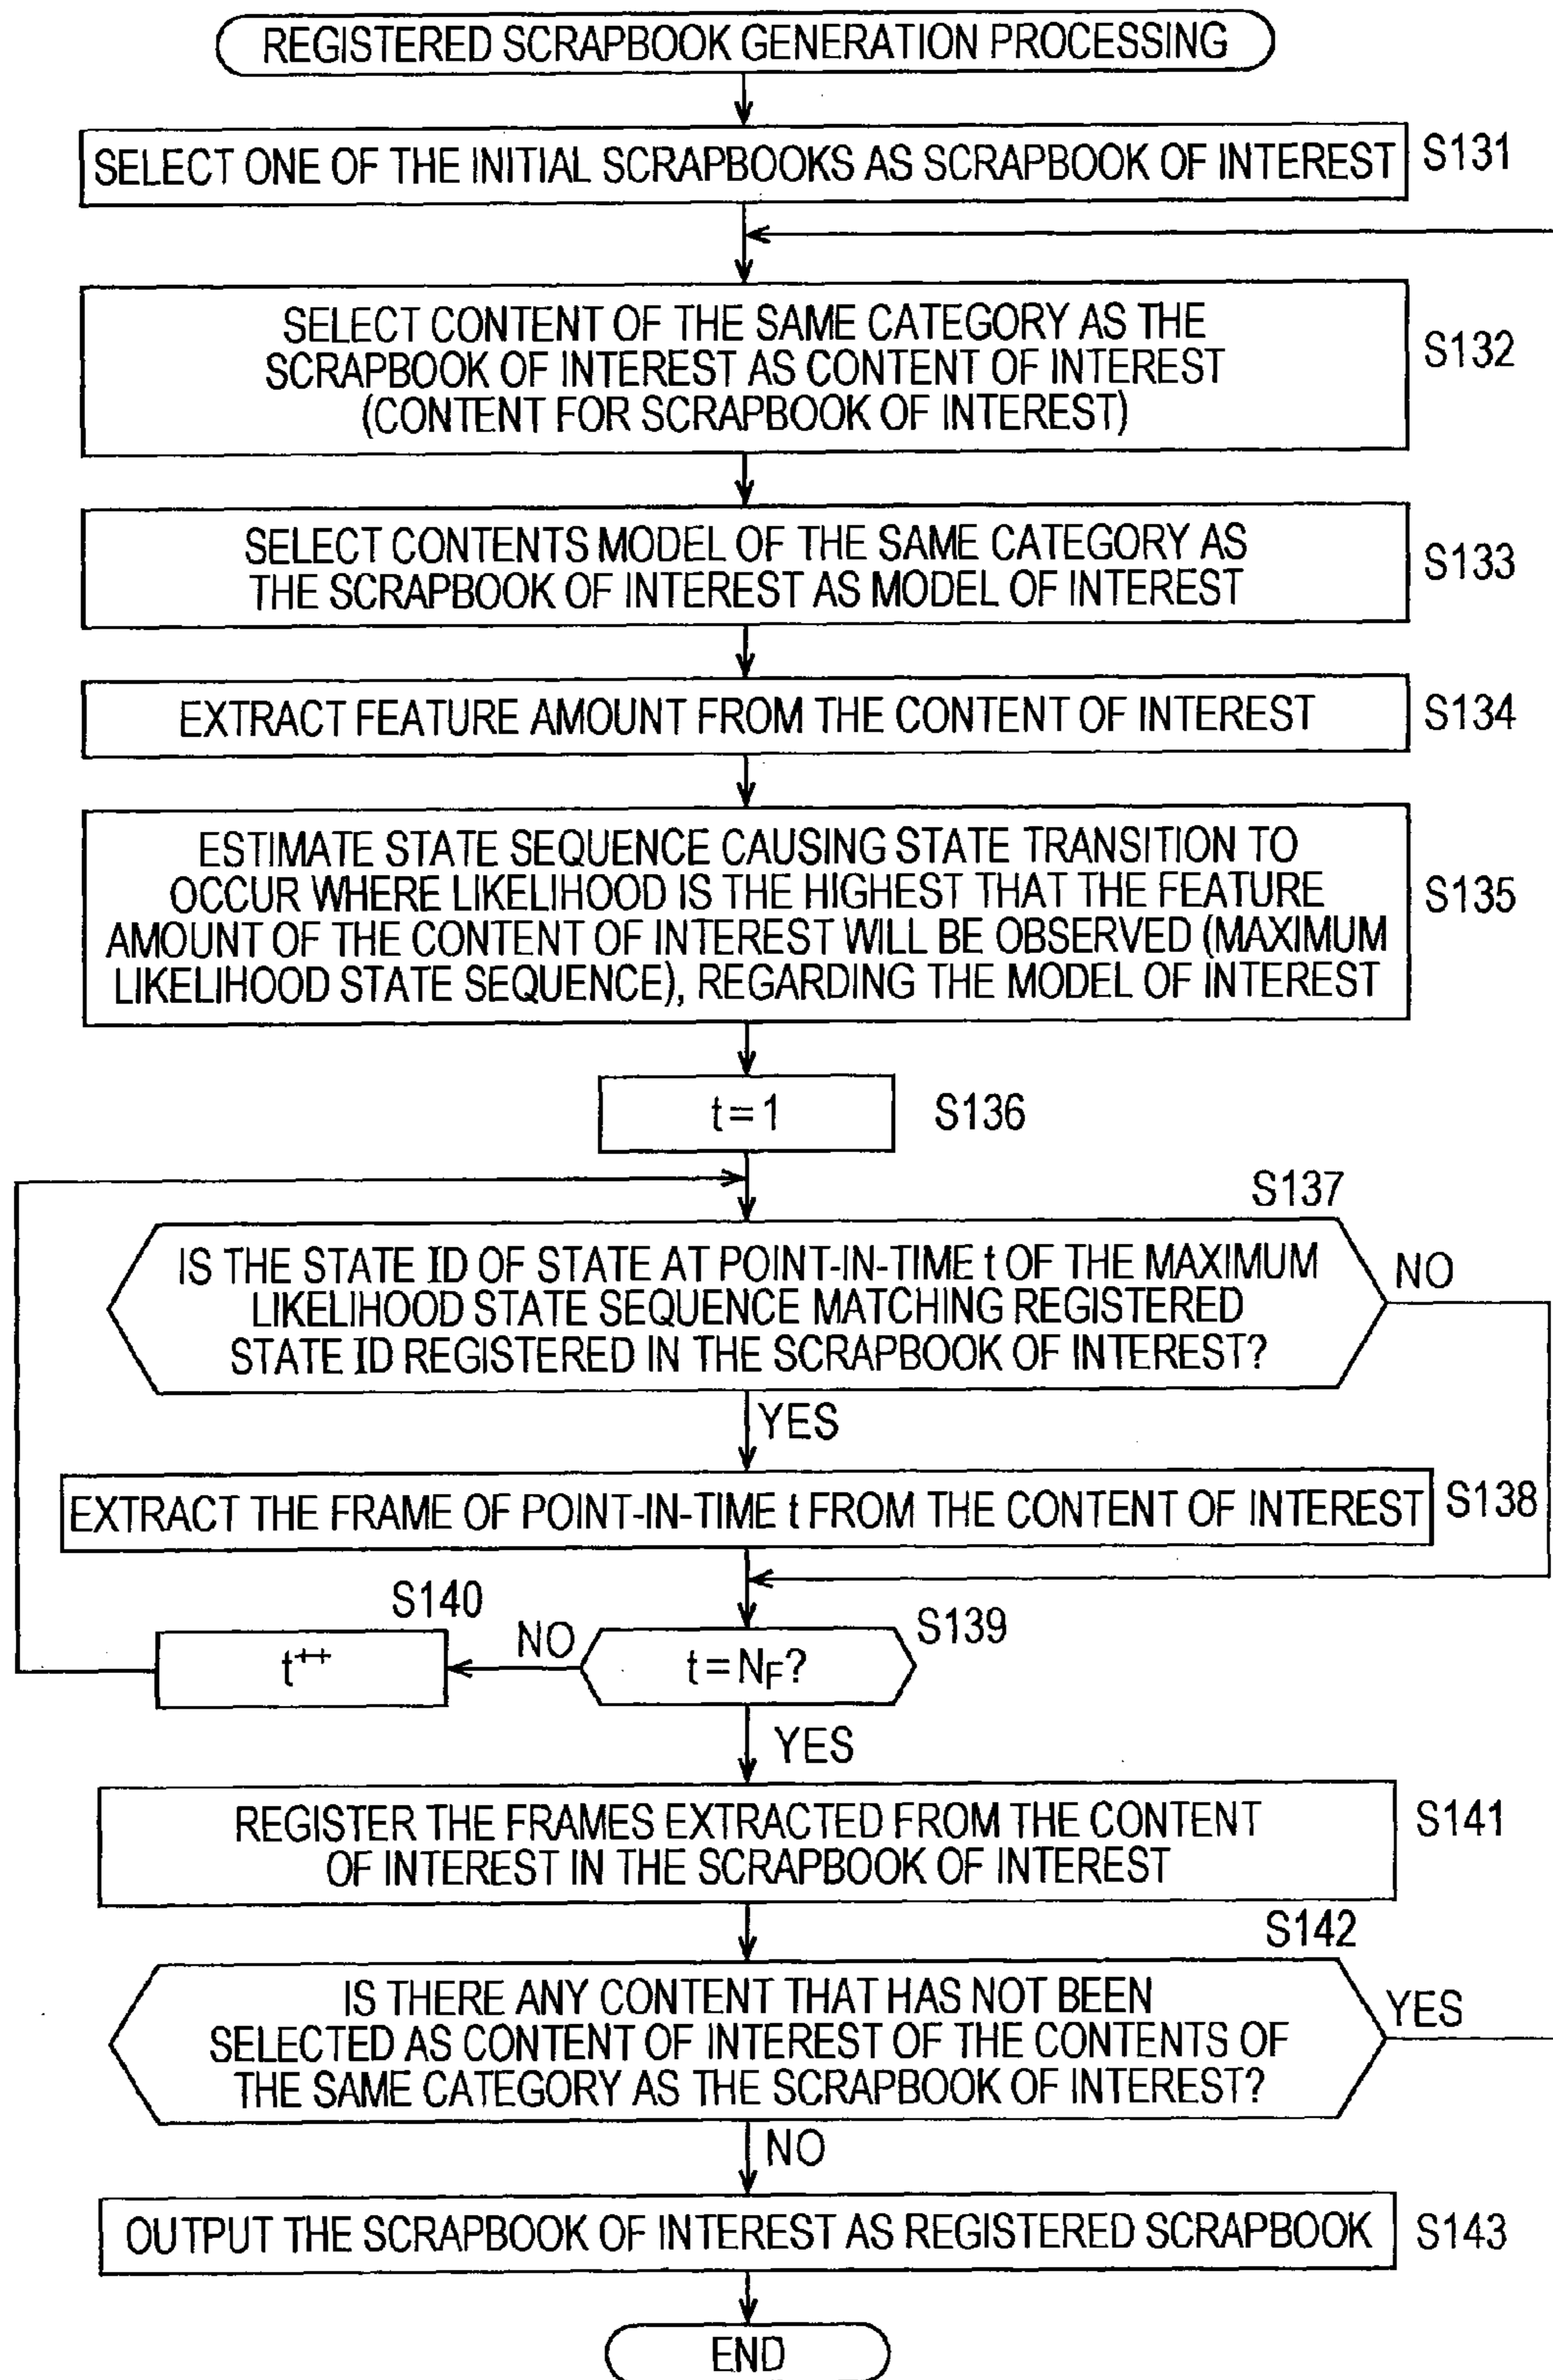 REGISTERED SCRAPBOOK GENERATION PROCESSING
SELECT ONE OF THE INITIAL SCRAPBOOKS AS SCRAPBOOK OF INTEREST
S131
SELECT CONTENT OF THE SAME CATEGORY AS THE
SCRAPBOOK OF INTEREST AS CONTENT OF INTEREST
(CONTENT FOR SCRAPBOOK OF INTEREST)
S132
SELECT CONTENTS MODEL OF THE SAME CATEGORY AS
THE SCRAPBOOK OF INTEREST AS MODEL OF INTEREST
S133
EXTRACT FEATURE AMOUNT FROM THE CONTENT OF INTEREST
S134
ESTIMATE STATE SEQUENCE CAUSING STATE TRANSITION TO
OCCUR WHERE LIKELIHOOD IS THE HIGHEST THAT THE FEATURE
AMOUNT OF THE CONTENT OF INTEREST WILL BE OBSERVED (MAXIMUM
LIKELIHOOD STATE SEQUENCE), REGARDING THE MODEL OF INTEREST
S135
t=1
S136
S137
IS THE STATE ID OF STATE AT POINT-IN-TIME t OF THE MAXIMUM
LIKELIHOOD STATE SEQUENCE MATCHING REGISTERED
STATE ID REGISTERED IN THE SCRAPBOOK OF INTEREST?
NO
YES
EXTRACT THE FRAME OF POINT-IN-TIME t FROM THE CONTENT OF INTEREST
S138
S140
t++
NO
S139
t=NF?
YES
REGISTER THE FRAMES EXTRACTED FROM THE CONTENT
OF INTEREST IN THE SCRAPBOOK OF INTEREST
S141
S142
IS THERE ANY CONTENT THAT HAS NOT BEEN
SELECTED AS CONTENT OF INTEREST OF THE CONTENTS OF
THE SAME CATEGORY AS THE SCRAPBOOK OF INTEREST?
YES
NO
OUTPUT THE SCRAPBOOK OF INTEREST AS REGISTERED SCRAPBOOK
S143
END